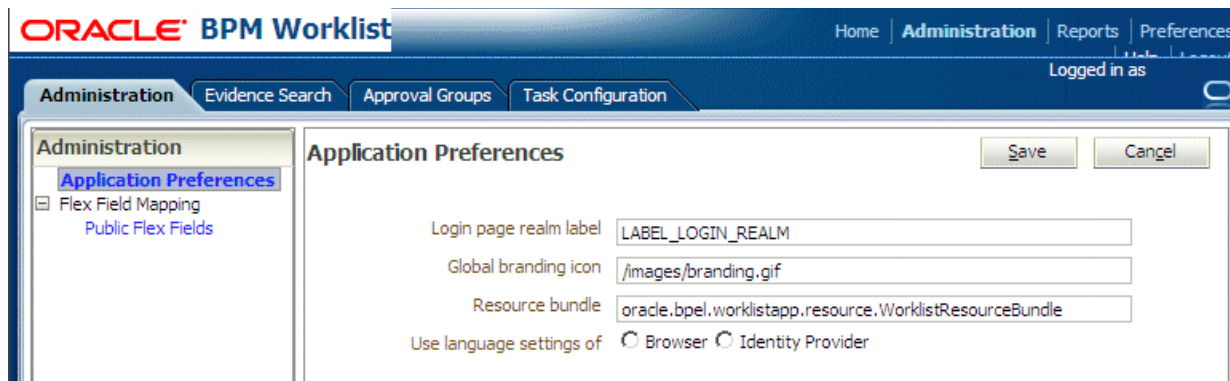 ORACLE BPM Worklist
Home Administration Reports Preferences
Logged in as
Administration Evidence Search Approval Groups Task Configuration
Administration
Application Preferences
Flex Field Mapping
Public Flex Fields
Application Preferences Save Cancel
Login page realm label LABEL_LOGIN_REALM
Global branding icon /images/branding.gif
Resource bundle oracle.bpel.worklistapp.resource.WorklistResourceBundle
Use language settings of Browser Identity Provider